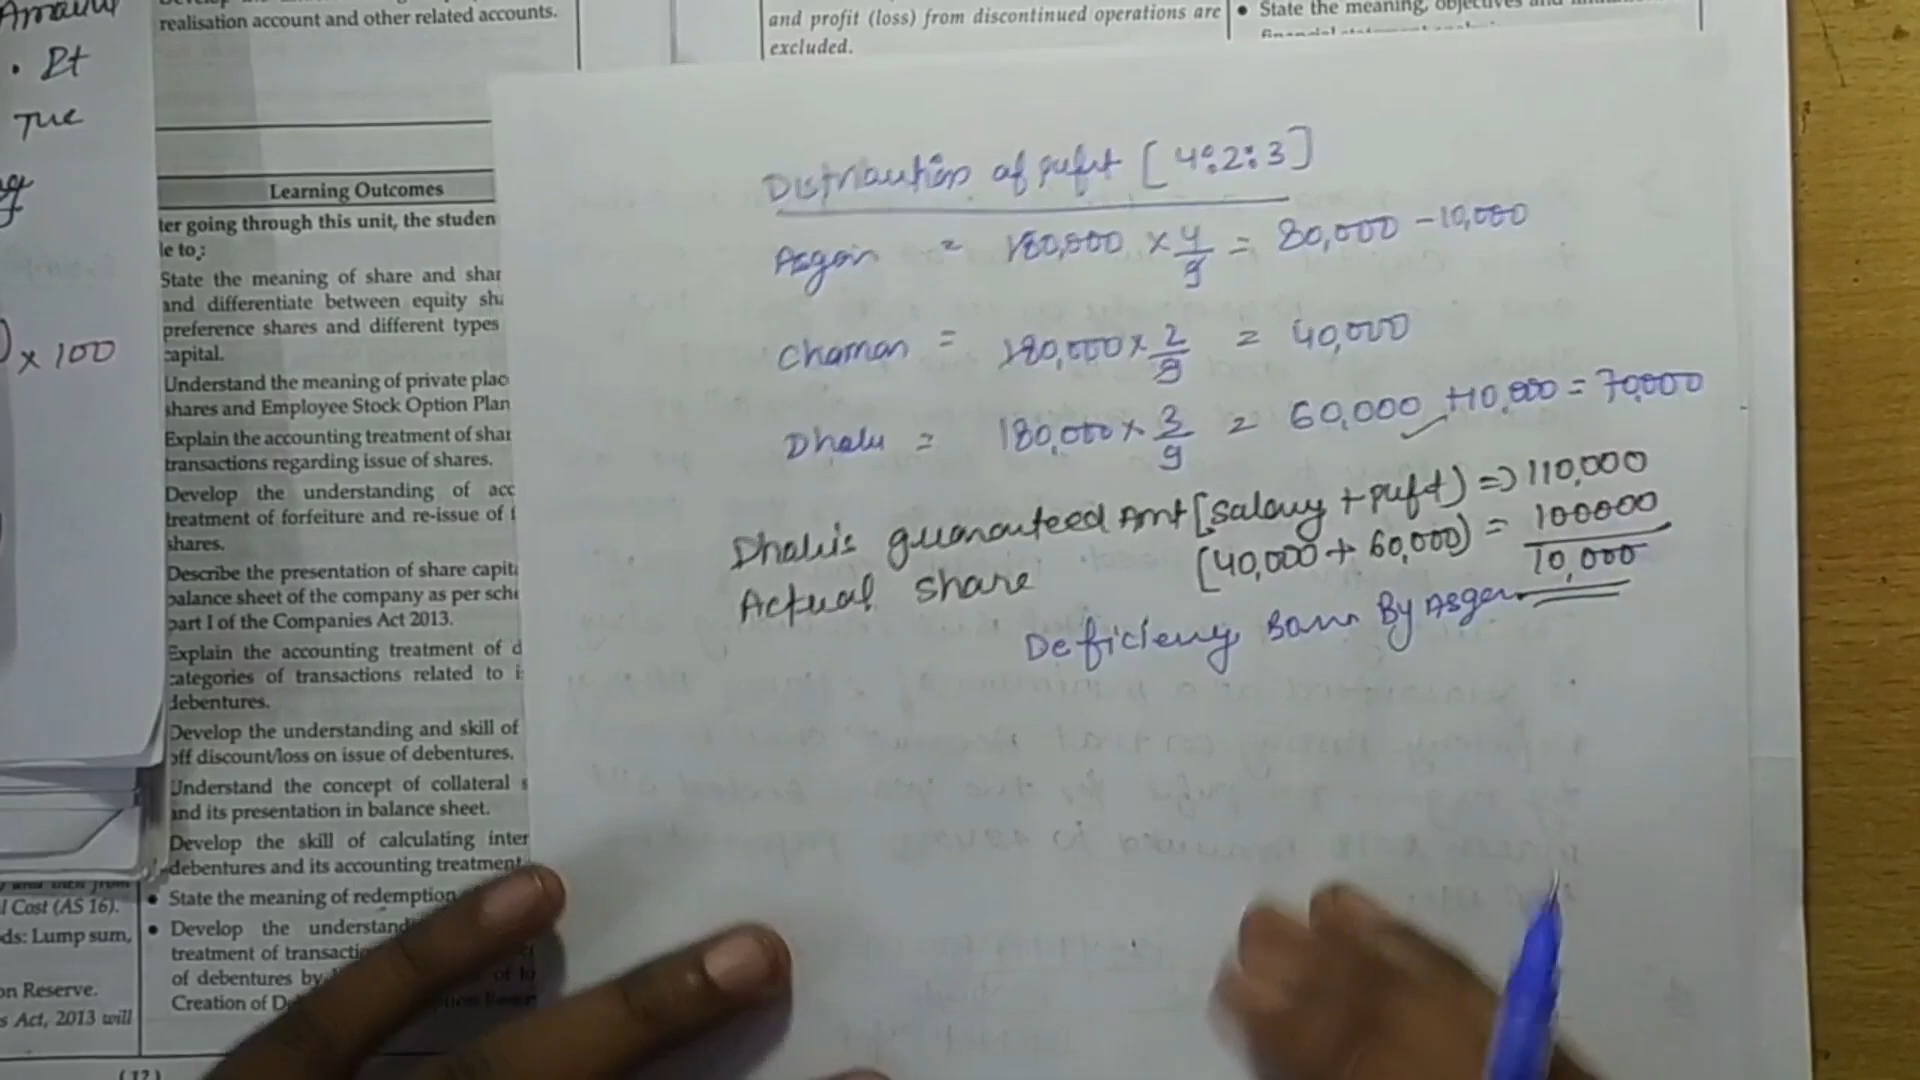 Amaun
• It
The
) x 100
realisation account and other related accounts.
Learning Outcomes
ter going through this unit, the studen
le to :
State the meaning of share and shar
and differentiate between equity sh
preference shares and different types
capital.
Understand the meaning of private plac
shares and Employee Stock Option Plan
Explain the accounting treatment of shar
transactions regarding issue of shares.
Develop the understanding of acc
treatment of forfeiture and re-issue of
shares.
Describe the presentation of share capit
balance sheet of the company as per sch
part I of the Companies Act 2013.
Explain the accounting treatment of d
categories of transactions related to i
debentures.
Develop the understanding and skill of
off discount/loss on issue of debentures.
Understand the concept of collateral s
and its presentation in balance sheet.
Develop the skill of calculating inter
debentures and its accounting treatment
• State the meaning of redemption
• Develop the understand
treatment of transactio
of debentures by
Creation of D
l Cost (AS 16).
ds: Lump sum,
on Reserve.
s Act, 2013 will
(12)
and profit (loss) from discontinued operations are
excluded.
• State the meaning, objectives and
Distribution of profit [4:2:3]
Asgar = 180,000 × 4/9 = 80,000 - 10,000
Chaman = 180,000 × 2/9 = 40,000
Dhalu = 180,000 × 3/9 = 60,000 + 10,000 = 70,000
Dhalu's guaranteed Amt [Salary + profit) => 110,000
Actual share [40,000 + 60,000) = 100000
10,000
Deficiency Born By Asgar